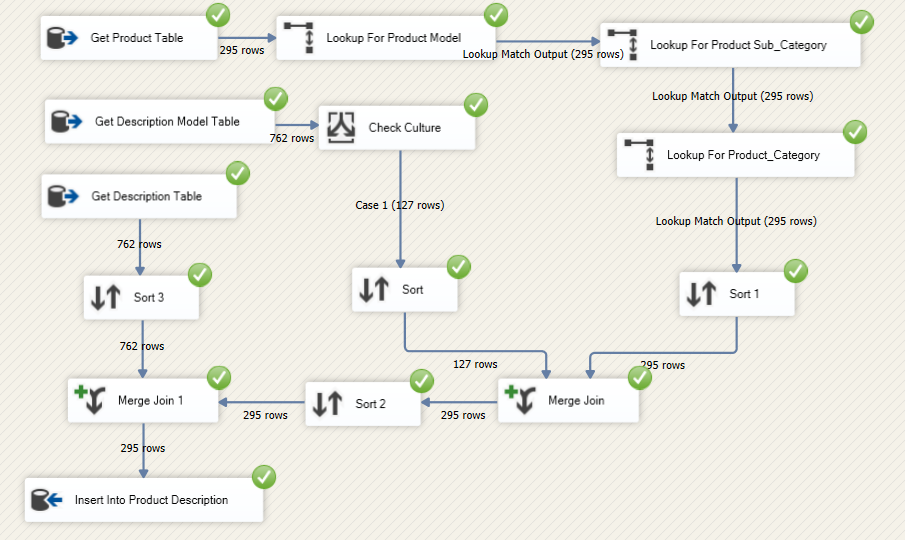 Get Product Table
295 rows
Lookup For Product Model
Lookup Match Output (295 rows)
Lookup For Product Sub_Category
Lookup Match Output (295 rows)
Get Description Model Table
762 rows
Check Culture
Lookup For Product_Category
Get Description Table
Case 1 (127 rows)
Lookup Match Output (295 rows)
762 rows
Sort 3
Sort
Sort 1
762 rows
127 rows
295 rows
Merge Join 1
295 rows
Sort 2
295 rows
Merge Join
295 rows
Insert Into Product Description